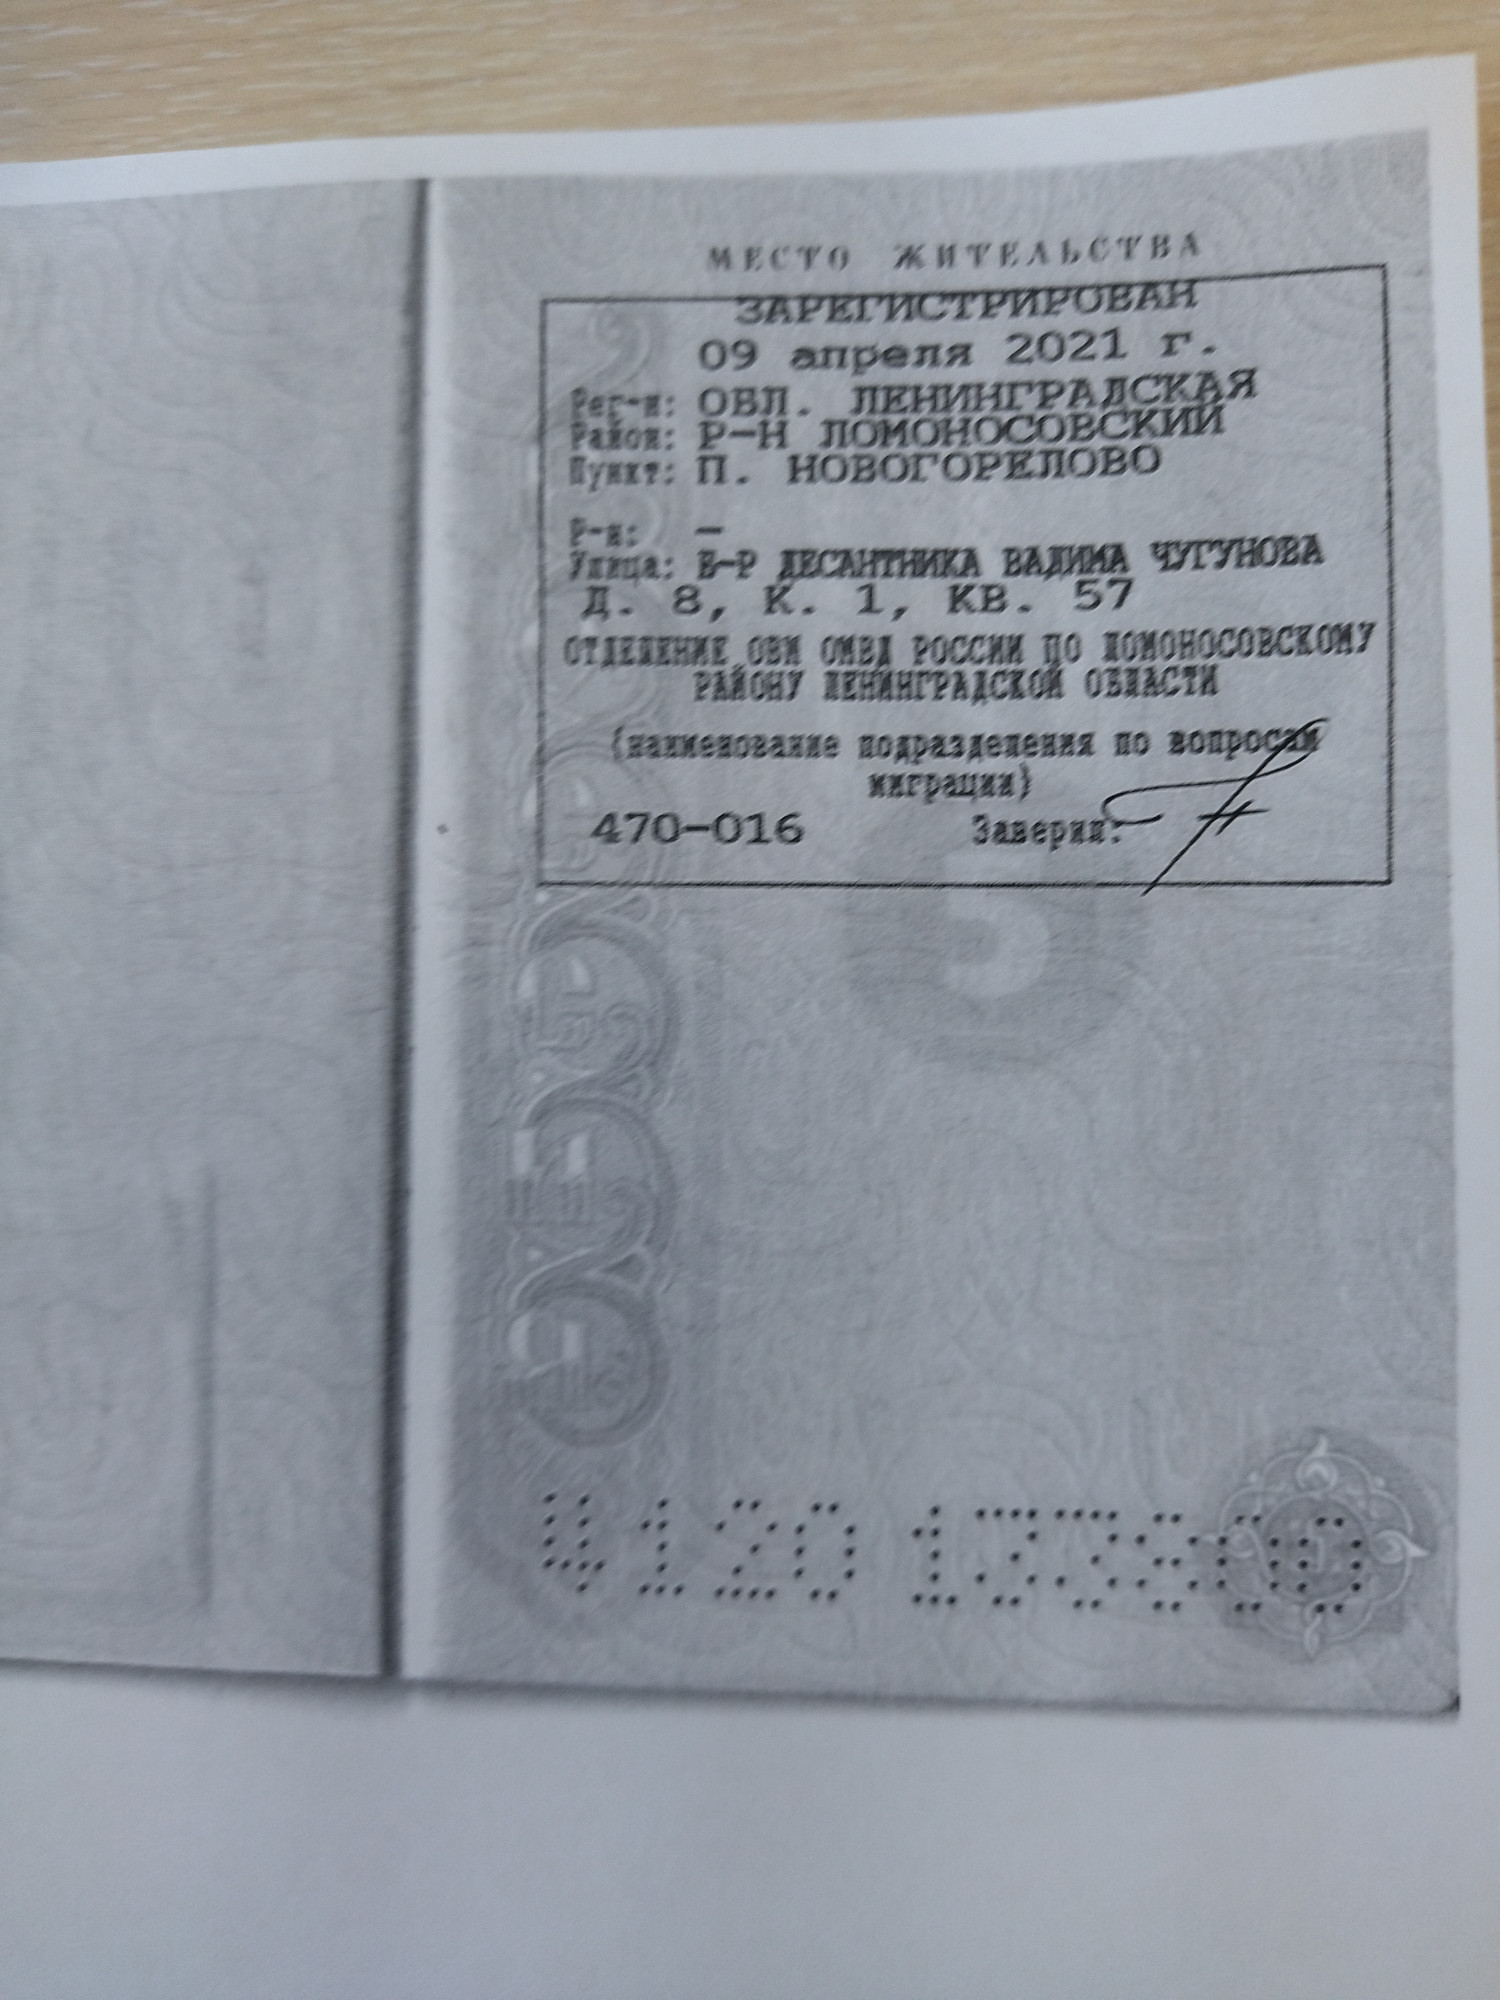 МЕСТО ЖИТЕЛЬСТВА
ЗАРЕГИСТРИРОВАН
09 апреля 2021 г.
Рег-н: ОБЛ. ЛЕНИНГРАДСКАЯ
Район: Р-Н ЛОМОНОСОВСКИЙ
Пункт: П. НОВОГОРЕЛОВО
Р-н: –
Улица: Б-Р ДЕСАНТНИКА ВАДИМА ЧУГУНОВА
Д. 8, К. 1, КВ. 57
ОТДЕЛЕНИЕ ОВМ ОМВД РОССИИ ПО ЛОМОНОСОВСКОМУ
РАЙОНУ ЛЕНИНГРАДСКОЙ ОБЛАСТИ
(наименование подразделения по вопросам
миграции)
470-016 Заверил:
5
4120